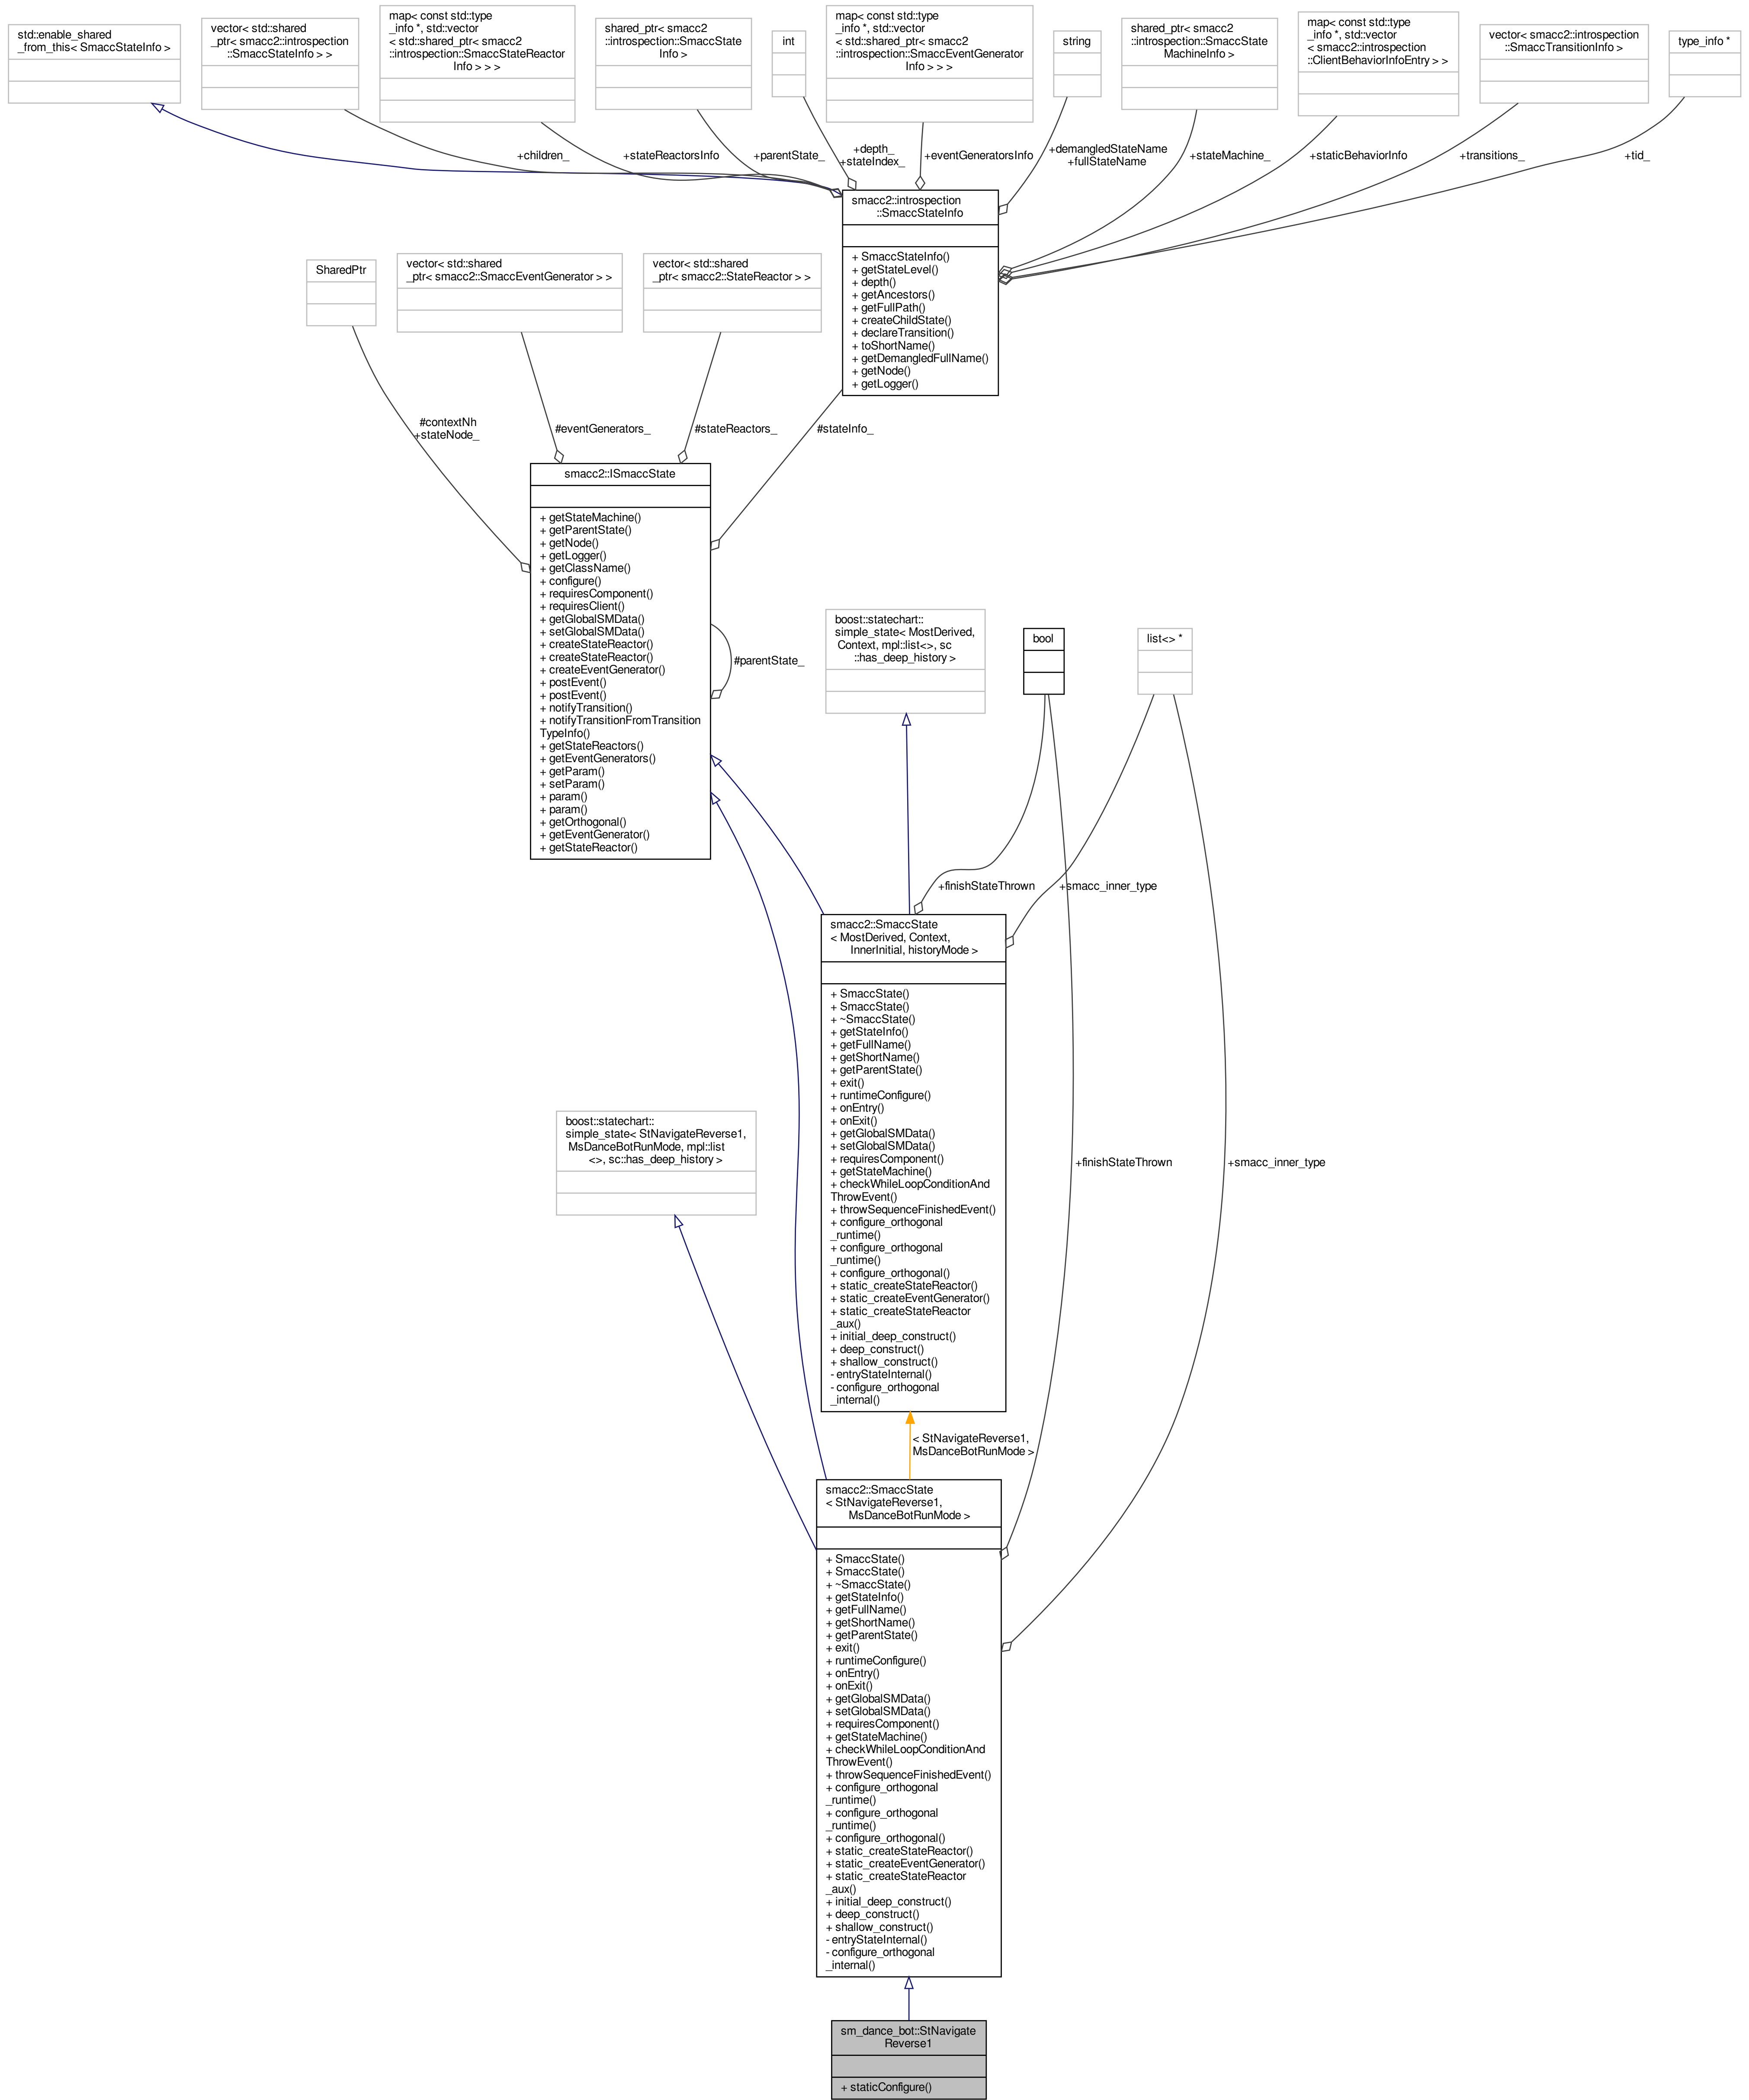 std::enable_shared
_from_this< SmaccStateInfo >
vector< std::shared
_ptr< smacc2::introspection
::SmaccStateInfo > >
map< const std::type
_info *, std::vector
< std::shared_ptr< smacc2
::introspection::SmaccStateReactor
Info > > >
shared_ptr< smacc2
::introspection::SmaccState
Info >
int
map< const std::type
_info *, std::vector
< std::shared_ptr< smacc2
::introspection::SmaccEventGenerator
Info > > >
string
shared_ptr< smacc2
::introspection::SmaccState
MachineInfo >
map< const std::type
_info *, std::vector
< smacc2::introspection
::ClientBehaviorInfoEntry > >
vector< smacc2::introspection
::SmaccTransitionInfo >
type_info *
+children_
+stateReactorsInfo
+parentState_
+depth_
+stateIndex_
+eventGeneratorsInfo
+demangledStateName
+fullStateName
+stateMachine_
+staticBehaviorInfo
+transitions_
+tid_
smacc2::introspection
::SmaccStateInfo
+ SmaccStateInfo()
+ getStateLevel()
+ depth()
+ getAncestors()
+ getFullPath()
+ createChildState()
+ declareTransition()
+ toShortName()
+ getDemangledFullName()
+ getNode()
+ getLogger()
SharedPtr
vector< std::shared
_ptr< smacc2::SmaccEventGenerator > >
vector< std::shared
_ptr< smacc2::StateReactor > >
#contextNh
+stateNode_
#eventGenerators_
#stateReactors_
#stateInfo_
smacc2::ISmaccState
+ getStateMachine()
+ getParentState()
+ getNode()
+ getLogger()
+ getClassName()
+ configure()
+ requiresComponent()
+ requiresClient()
+ getGlobalSMData()
+ setGlobalSMData()
+ createStateReactor()
+ createStateReactor()
+ createEventGenerator()
+ postEvent()
+ postEvent()
+ notifyTransition()
+ notifyTransitionFromTransition
TypeInfo()
+ getStateReactors()
+ getEventGenerators()
+ getParam()
+ setParam()
+ param()
+ param()
+ getOrthogonal()
+ getEventGenerator()
+ getStateReactor()
#parentState_
boost::statechart::
simple_state< MostDerived,
Context, mpl::list<>, sc
::has_deep_history >
bool
list<> *
+finishStateThrown
+smacc_inner_type
smacc2::SmaccState
< MostDerived, Context,
InnerInitial, historyMode >
+ SmaccState()
+ SmaccState()
+ ~SmaccState()
+ getStateInfo()
+ getFullName()
+ getShortName()
+ getParentState()
+ exit()
+ runtimeConfigure()
+ onEntry()
+ onExit()
+ getGlobalSMData()
+ setGlobalSMData()
+ requiresComponent()
+ getStateMachine()
+ checkWhileLoopConditionAnd
ThrowEvent()
+ throwSequenceFinishedEvent()
+ configure_orthogonal
_runtime()
+ configure_orthogonal
_runtime()
+ configure_orthogonal()
+ static_createStateReactor()
+ static_createEventGenerator()
+ static_createStateReactor
_aux()
+ initial_deep_construct()
+ deep_construct()
+ shallow_construct()
- entryStateInternal()
- configure_orthogonal
_internal()
boost::statechart::
simple_state< StNavigateReverse1,
MsDanceBotRunMode, mpl::list
<>, sc::has_deep_history >
+finishStateThrown
+smacc_inner_type
< StNavigateReverse1,
MsDanceBotRunMode >
smacc2::SmaccState
< StNavigateReverse1,
MsDanceBotRunMode >
+ SmaccState()
+ SmaccState()
+ ~SmaccState()
+ getStateInfo()
+ getFullName()
+ getShortName()
+ getParentState()
+ exit()
+ runtimeConfigure()
+ onEntry()
+ onExit()
+ getGlobalSMData()
+ setGlobalSMData()
+ requiresComponent()
+ getStateMachine()
+ checkWhileLoopConditionAnd
ThrowEvent()
+ throwSequenceFinishedEvent()
+ configure_orthogonal
_runtime()
+ configure_orthogonal
_runtime()
+ configure_orthogonal()
+ static_createStateReactor()
+ static_createEventGenerator()
+ static_createStateReactor
_aux()
+ initial_deep_construct()
+ deep_construct()
+ shallow_construct()
- entryStateInternal()
- configure_orthogonal
_internal()
sm_dance_bot::StNavigate
Reverse1
+ staticConfigure()